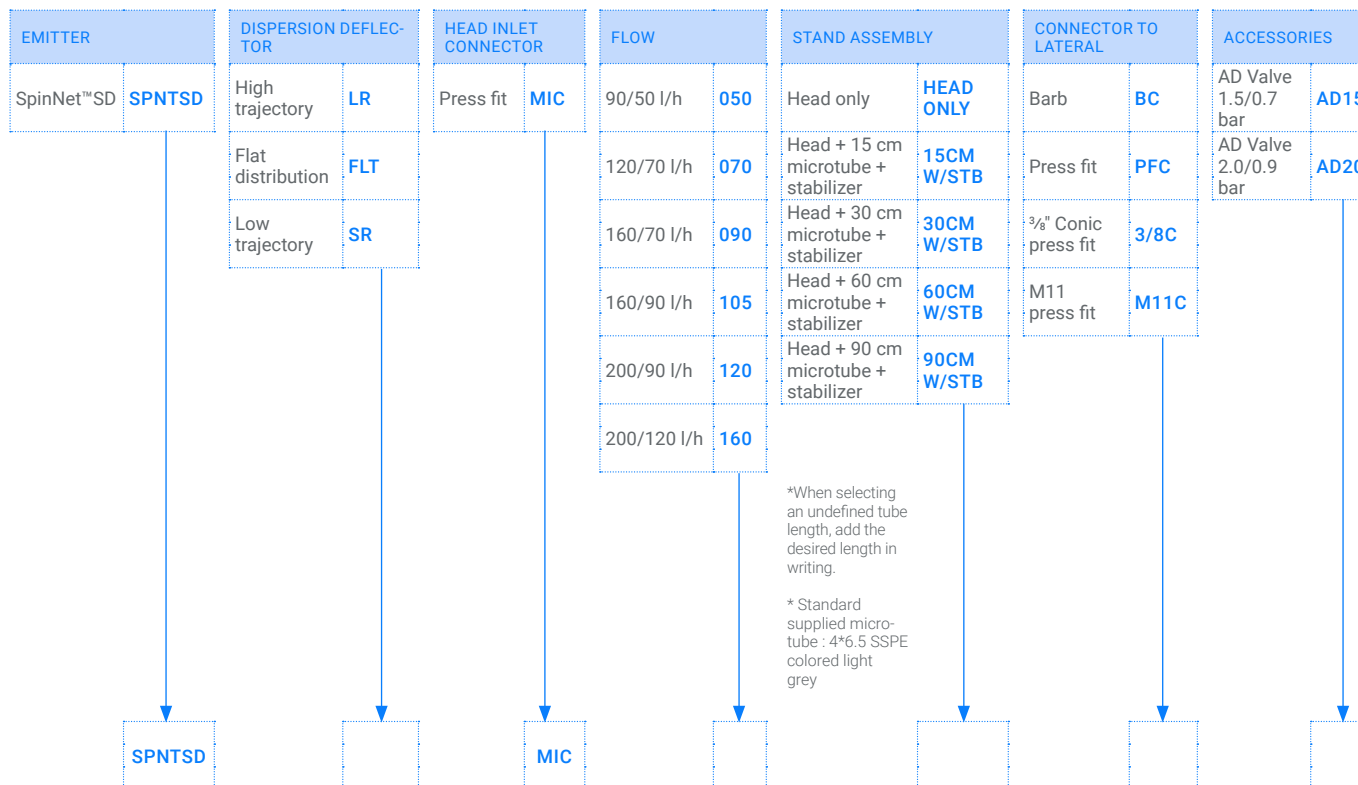 EMITTER
DISPERSION DEFLEC-
TOR
HEAD INLET
CONNECTOR
FLOW
STAND ASSEMBLY
CONNECTOR TO
LATERAL
ACCESSORIES
SpinNet™SD
SPNTSD
High
trajectory
LR
Flat
distribution
FLT
Low
trajectory
SR
Press fit
MIC
90/50 l/h
050
120/70 l/h
070
160/70 l/h
090
160/90 l/h
105
200/90 l/h
120
200/120 l/h
160
Head only
HEAD
ONLY
Head + 15 cm
microtube +
stabilizer
15CM
W/STB
Head + 30 cm
microtube +
stabilizer
30CM
W/STB
Head + 60 cm
microtube +
stabilizer
60CM
W/STB
Head + 90 cm
microtube +
stabilizer
90CM
W/STB
*When selecting
an undefined tube
length, add the
desired length in
writing.
* Standard
supplied micro-
tube : 4*6.5 SSPE
colored light
grey
Barb
BC
Press fit
PFC
⅜" Conic
press fit
3/8C
M11
press fit
M11C
AD Valve
1.5/0.7
bar
AD15
AD Valve
2.0/0.9
bar
AD20
SPNTSD
MIC